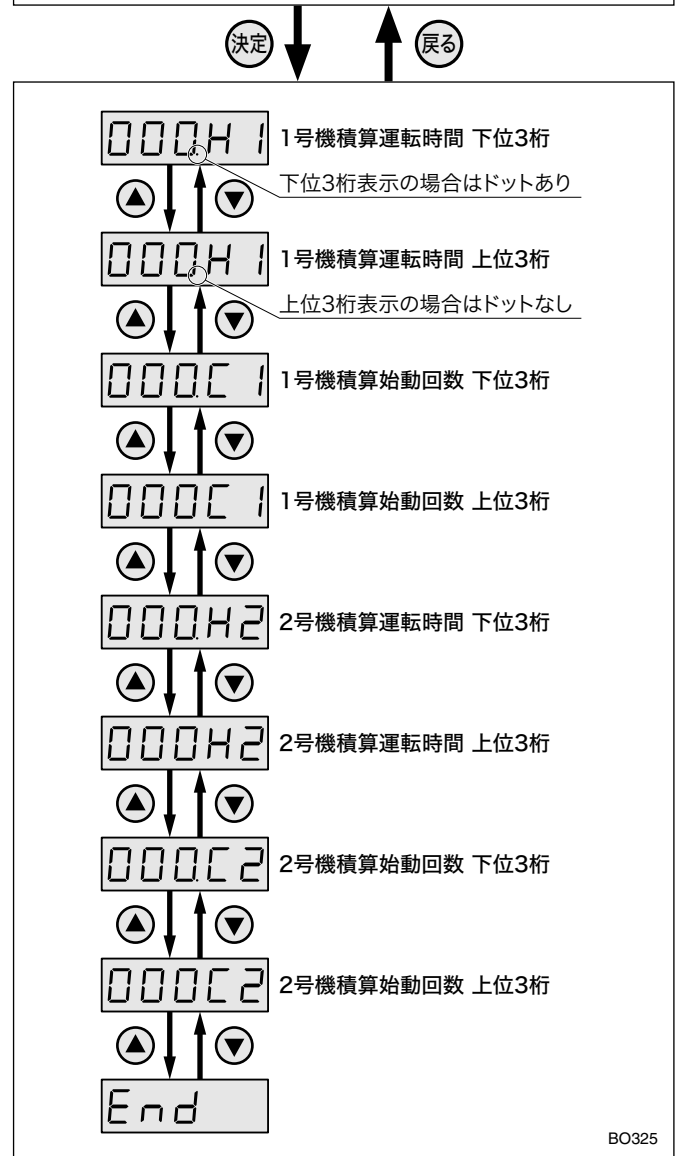 決定 戻る
000.H1 1号機積算運転時間 下位3桁
下位3桁表示の場合はドットあり
▲ ▼
000H1 1号機積算運転時間 上位3桁
上位3桁表示の場合はドットなし
▲ ▼
000.C1 1号機積算始動回数 下位3桁
▲ ▼
000C1 1号機積算始動回数 上位3桁
▲ ▼
000.H2 2号機積算運転時間 下位3桁
▲ ▼
000H2 2号機積算運転時間 上位3桁
▲ ▼
000.C2 2号機積算始動回数 下位3桁
▲ ▼
000C2 2号機積算始動回数 上位3桁
▲ ▼
End
BO325